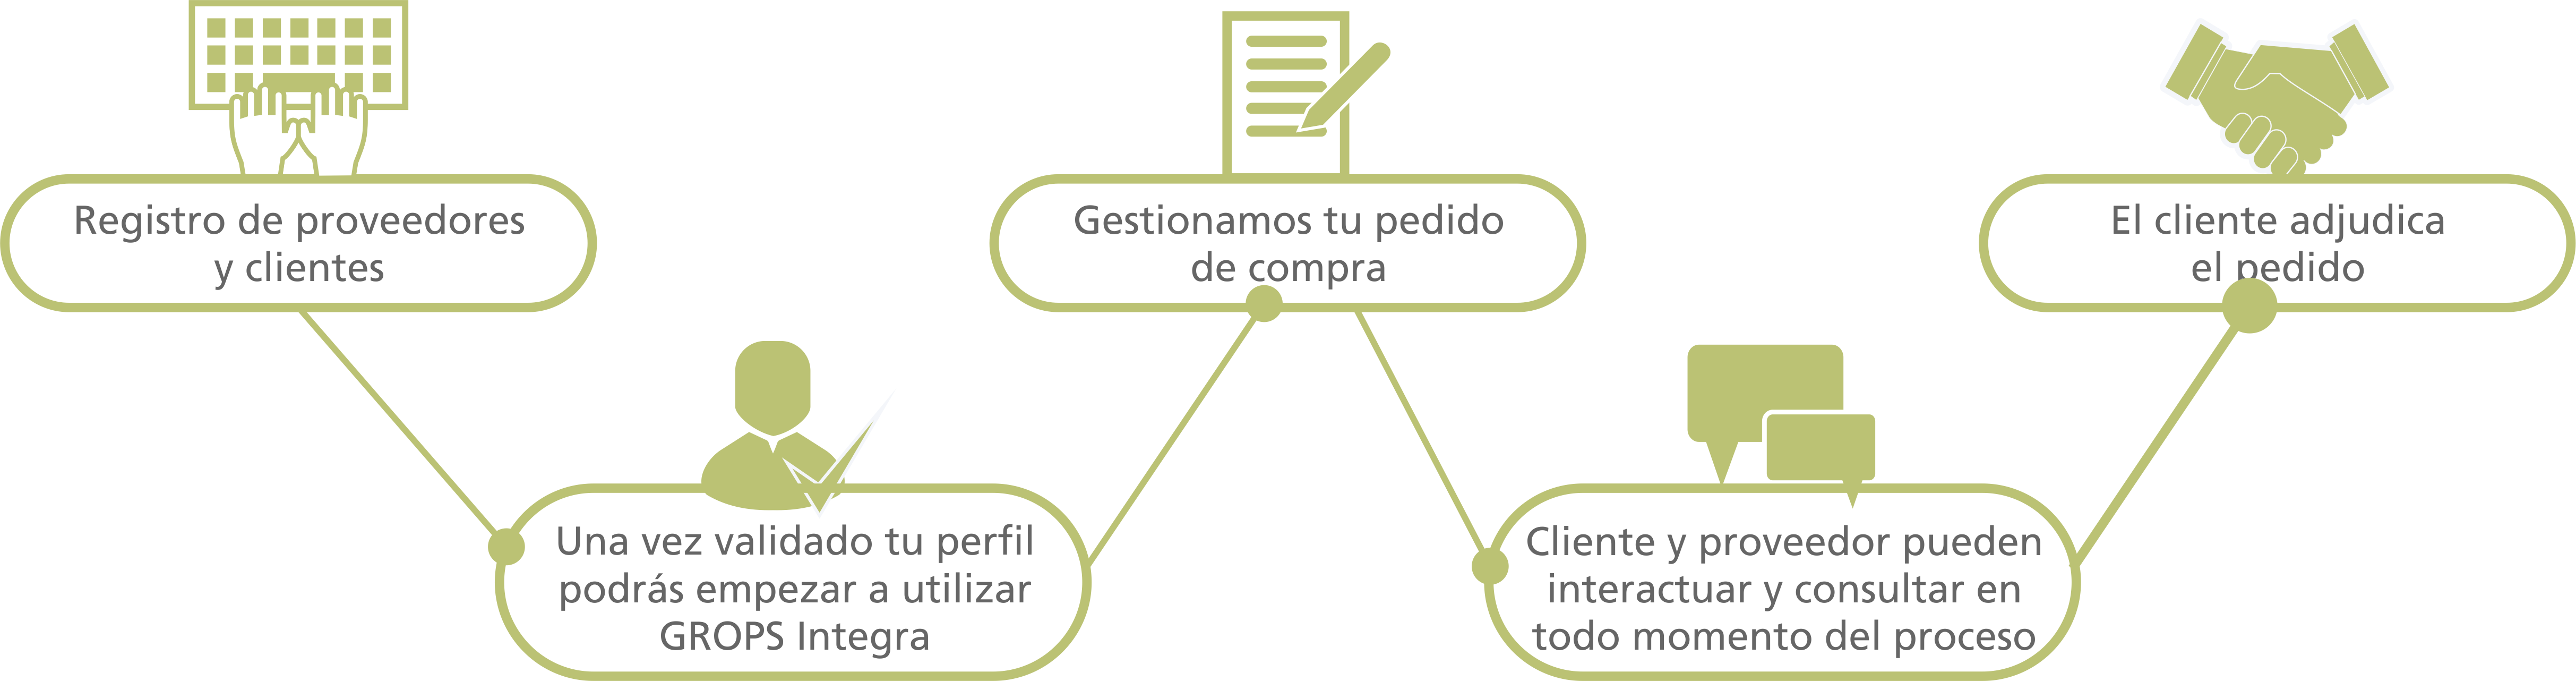 Registro de proveedores
y clientes
Una vez validado tu perfil
podrás empezar a utilizar
GROPS Integra
Gestionamos tu pedido
de compra
Cliente y proveedor pueden
interactuar y consultar en
todo momento del proceso
El cliente adjudica
el pedido